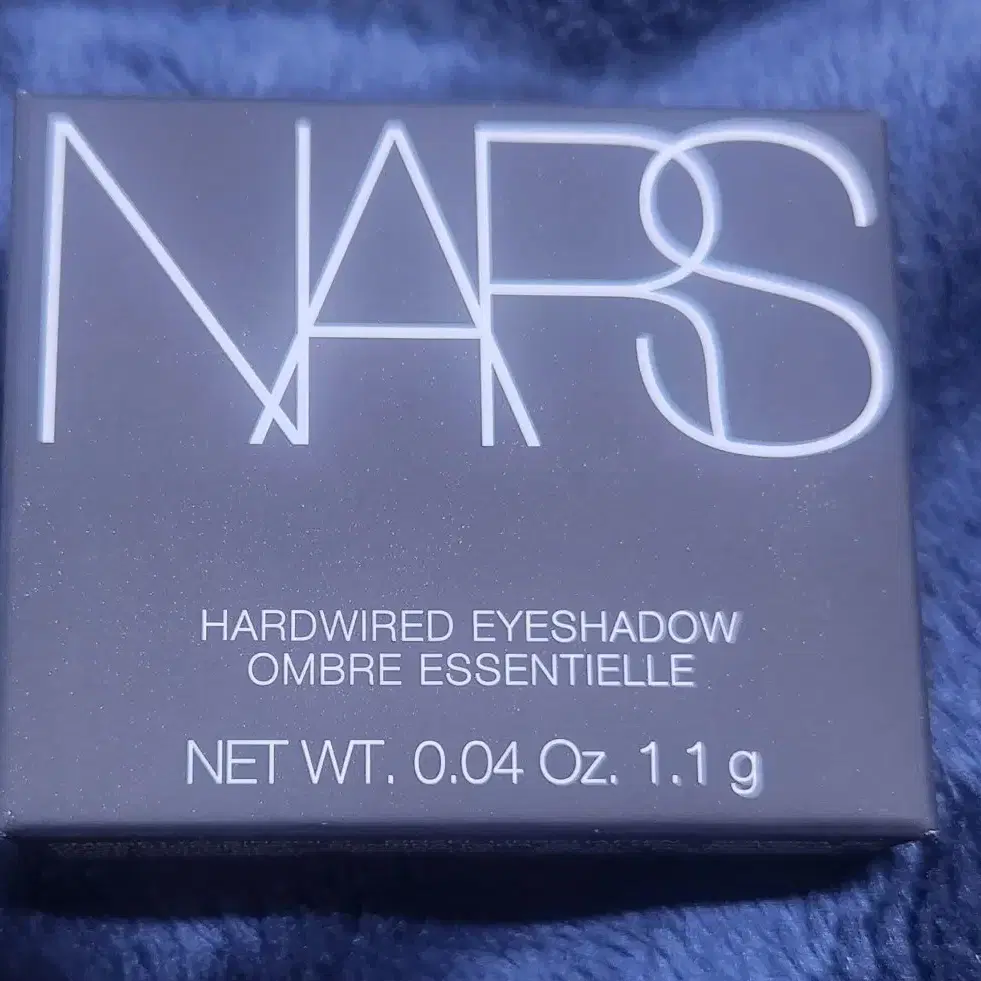 NARS
HARDWIRED EYESHADOW
OMBRE ESSENTIELLE
NET WT. 0.04 Oz. 1.1 g